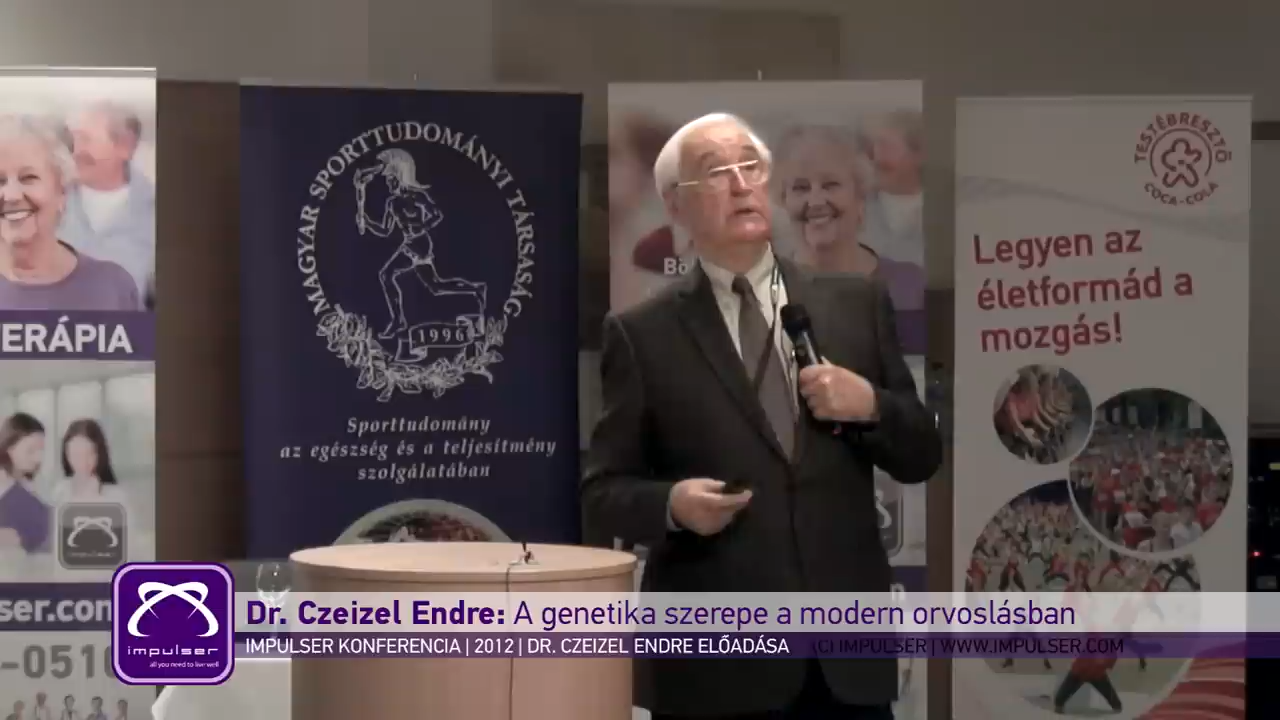 MAGYAR SPORTTUDOMÁNYI TÁRSASÁG
1996
Sporttudomány
az egészség és a teljesítmény
szolgálatában
ERÁPIA
impulser
ser.com
-0510
TESTÉBRESZTŐ
COCA-COLA
Legyen az
életformád a
mozgás!
impulser
all you need to live well
Dr. Czeizel Endre: A genetika szerepe a modern orvoslásban
IMPULSER KONFERENCIA | 2012 | DR. CZEIZEL ENDRE ELŐADÁSA (C) IMPULSER | WWW.IMPULSER.COM